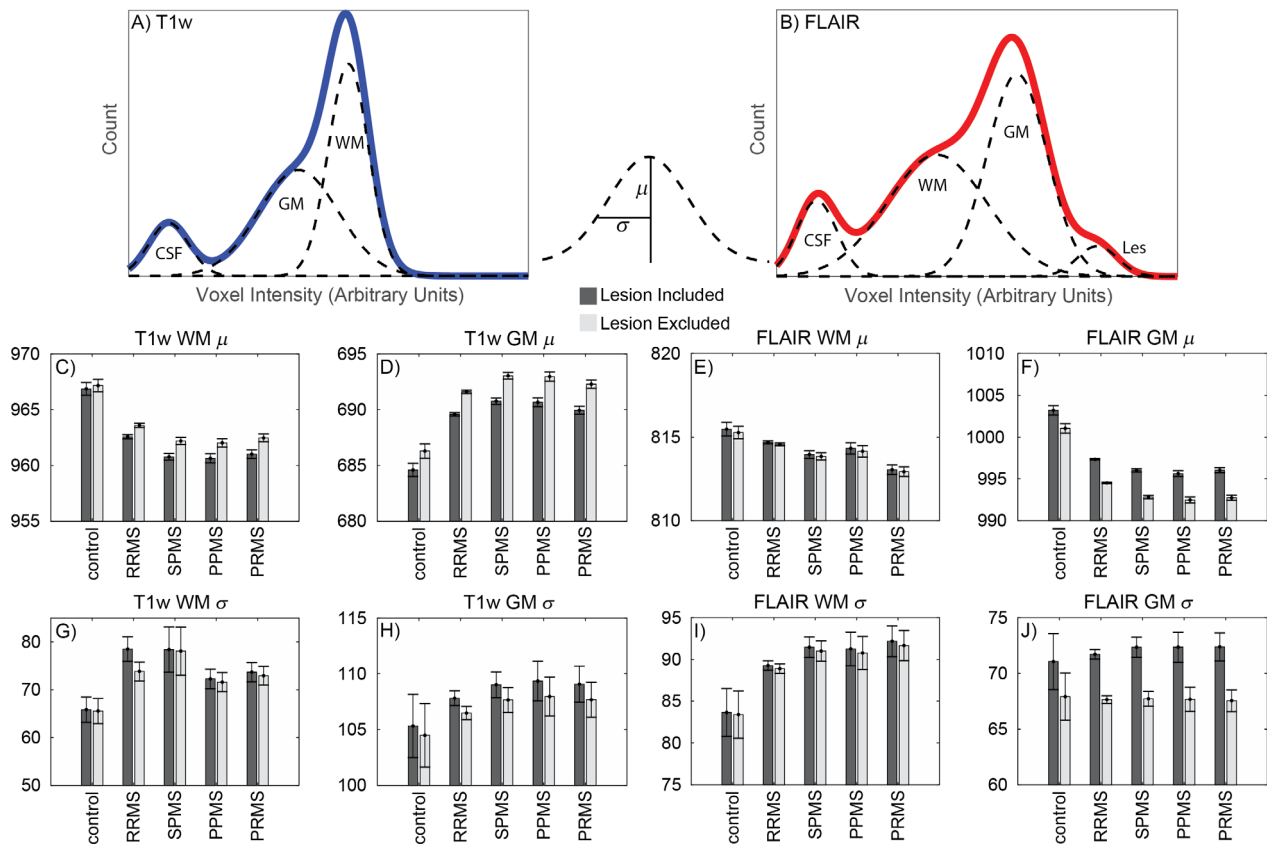 A) T1w
Count
CSF
GM
WM
Voxel Intensity (Arbitrary Units)
μ
σ
B) FLAIR
Count
CSF
WM
GM
Les
Voxel Intensity (Arbitrary Units)
Lesion Included
Lesion Excluded
T1w WM μ
C)
970
965
960
955
control
RRMS
SPMS
PPMS
PRMS
T1w GM μ
D)
695
690
685
680
control
RRMS
SPMS
PPMS
PRMS
FLAIR WM μ
E)
820
815
810
control
RRMS
SPMS
PPMS
PRMS
FLAIR GM μ
F)
1010
1005
1000
995
990
control
RRMS
SPMS
PPMS
PRMS
T1w WM σ
G)
80
70
60
50
control
RRMS
SPMS
PPMS
PRMS
T1w GM σ
H)
115
110
105
100
control
RRMS
SPMS
PPMS
PRMS
FLAIR WM σ
I)
95
90
85
80
75
control
RRMS
SPMS
PPMS
PRMS
FLAIR GM σ
J)
75
70
65
60
control
RRMS
SPMS
PPMS
PRMS